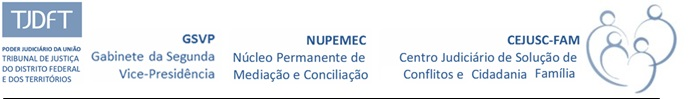 TJDFT
PODER JUDICIÁRIO DA UNIÃO
TRIBUNAL DE JUSTIÇA
DO DISTRITO FEDERAL
E DOS TERRITÓRIOS
GSVP
Gabinete da Segunda
Vice-Presidência
NUPEMEC
Núcleo Permanente de
Mediação e Conciliação
CEJUSC-FAM
Centro Judiciário de Solução de
Conflitos e Cidadania Família